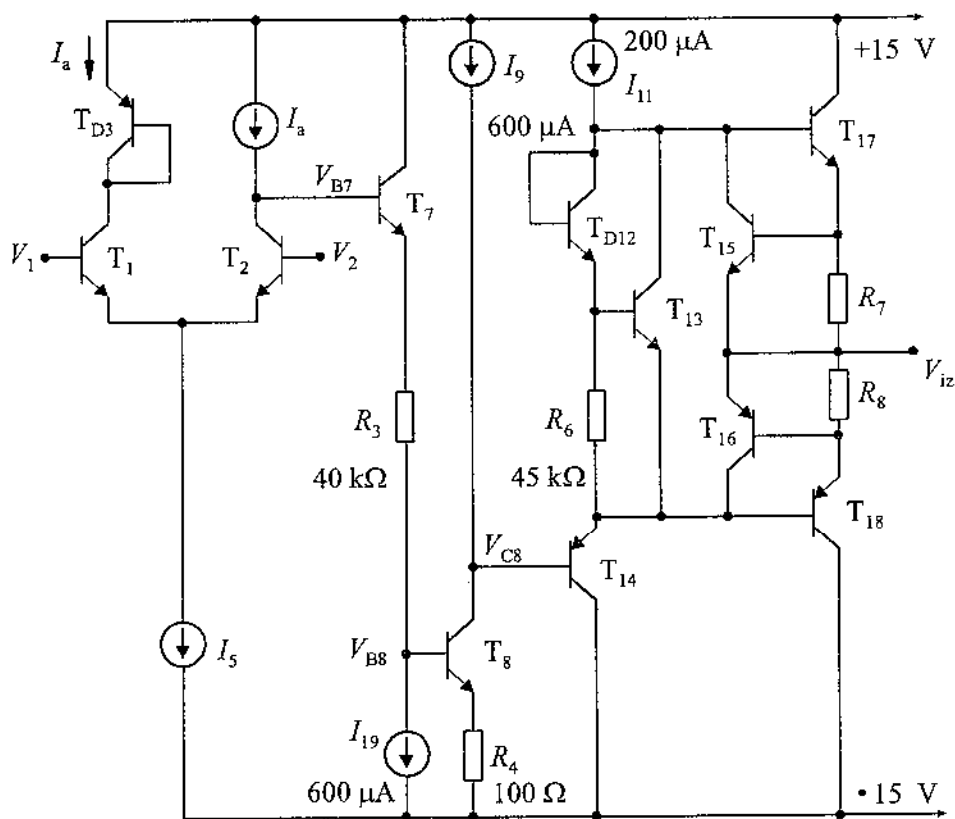 200 μA
+15 V
I_a
I_9
I_11
T_D3
I_a
600 μA
T_17
V_B7
T_7
T_D12
T_15
V_1
T_1
T_2
V_2
T_13
R_7
V_iz
R_8
R_3
R_6
T_16
40 kΩ
45 kΩ
T_18
V_C8
T_14
I_5
V_B8
T_8
I_19
R_4
600 μA
100 Ω
• 15 V